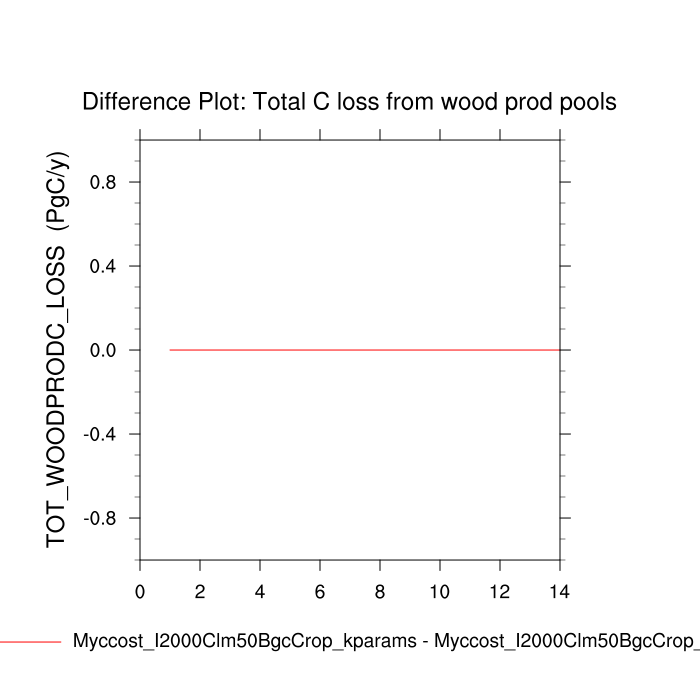 Difference Plot: Total C loss from wood prod pools
TOT_WOODPRODC_LOSS (PgC/y)
0.8
0.4
0.0
-0.4
-0.8
0 2 4 6 8 10 12 14
Myccost_I2000Clm50BgcCrop_kparams - Myccost_I2000Clm50BgcCrop_